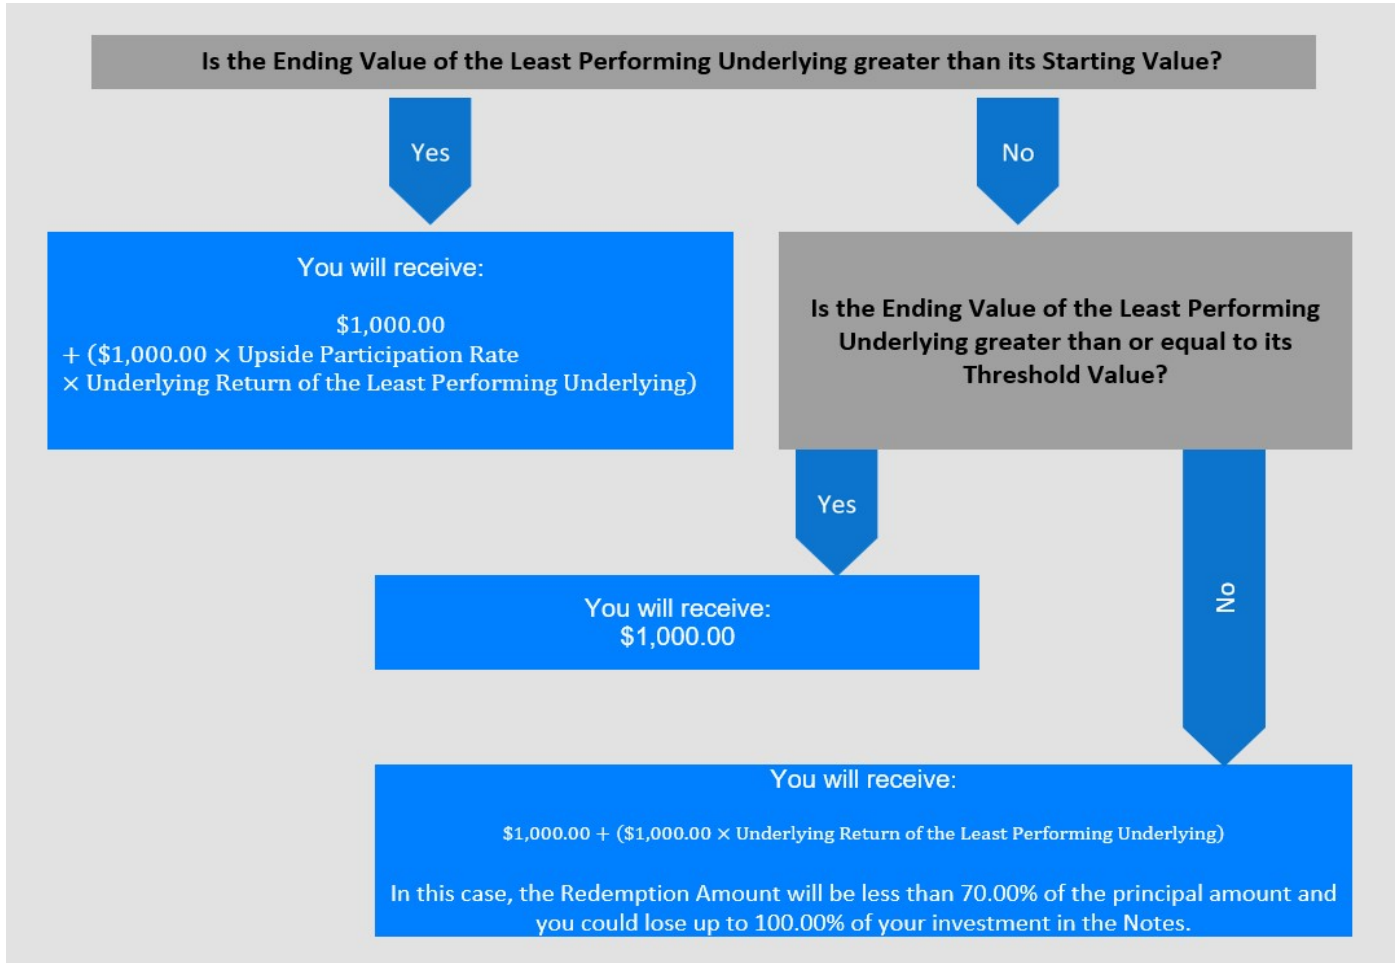 Is the Ending Value of the Least Performing Underlying greater than its Starting Value?
Yes
No
You will receive:
$1,000.00
+ ($1,000.00 × Upside Participation Rate
× Underlying Return of the Least Performing Underlying)
Is the Ending Value of the Least Performing
Underlying greater than or equal to its
Threshold Value?
Yes
No
You will receive:
$1,000.00
You will receive:
$1,000.00 + ($1,000.00 × Underlying Return of the Least Performing Underlying)
In this case, the Redemption Amount will be less than 70.00% of the principal amount and
you could lose up to 100.00% of your investment in the Notes.